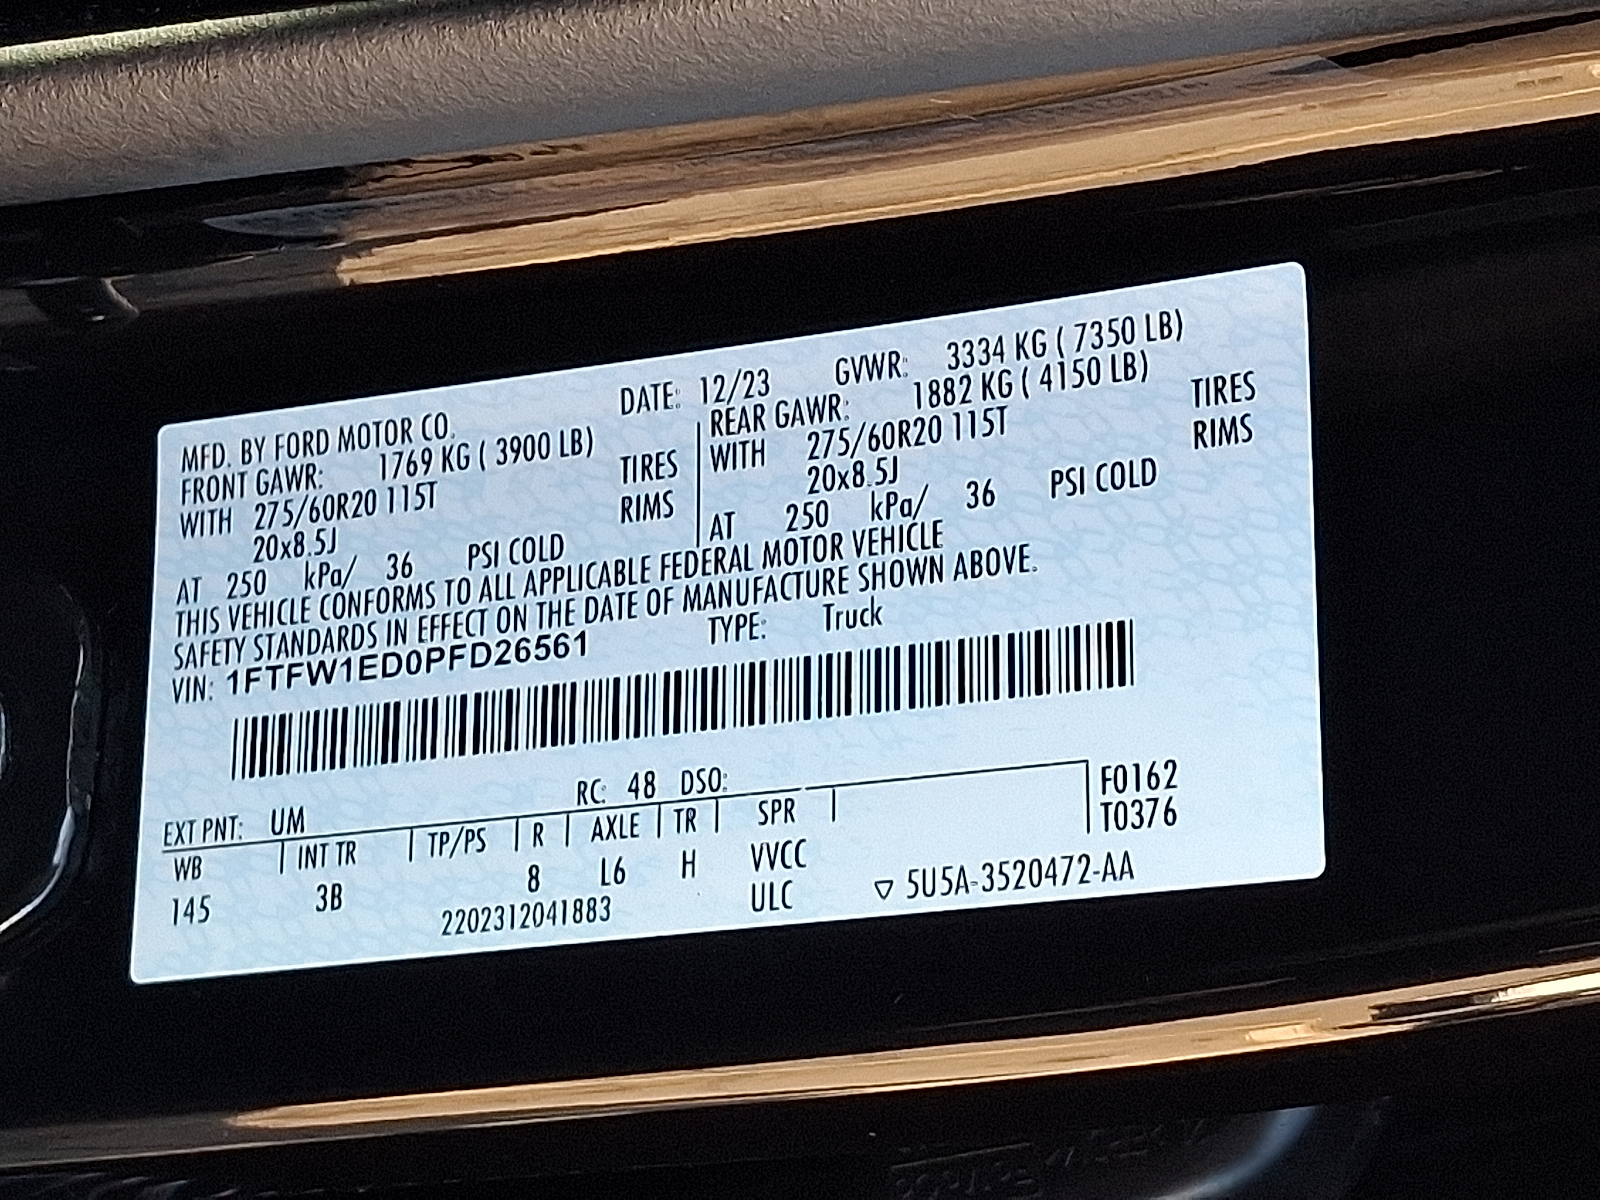 MFD. BY FORD MOTOR CO. DATE: 12/23 GVWR: 3334 KG ( 7350 LB)
FRONT GAWR: 1769 KG ( 3900 LB)
WITH 275/60R20 115T TIRES
20x8.5J RIMS
AT 250 kPa/ 36 PSI COLD
REAR GAWR: 1882 KG ( 4150 LB)
WITH 275/60R20 115T TIRES
20x8.5J RIMS
AT 250 kPa/ 36 PSI COLD
THIS VEHICLE CONFORMS TO ALL APPLICABLE FEDERAL MOTOR VEHICLE
SAFETY STANDARDS IN EFFECT ON THE DATE OF MANUFACTURE SHOWN ABOVE.
VIN: 1FTFW1ED0PFD26561 TYPE: Truck
EXT PNT: UM RC: 48 DSO: F0162
WB INT TR TP/PS R AXLE TR SPR T0376
145 3B 8 L6 H VVCC
2202312041883 ULC ▽ 5U5A-3520472-AA